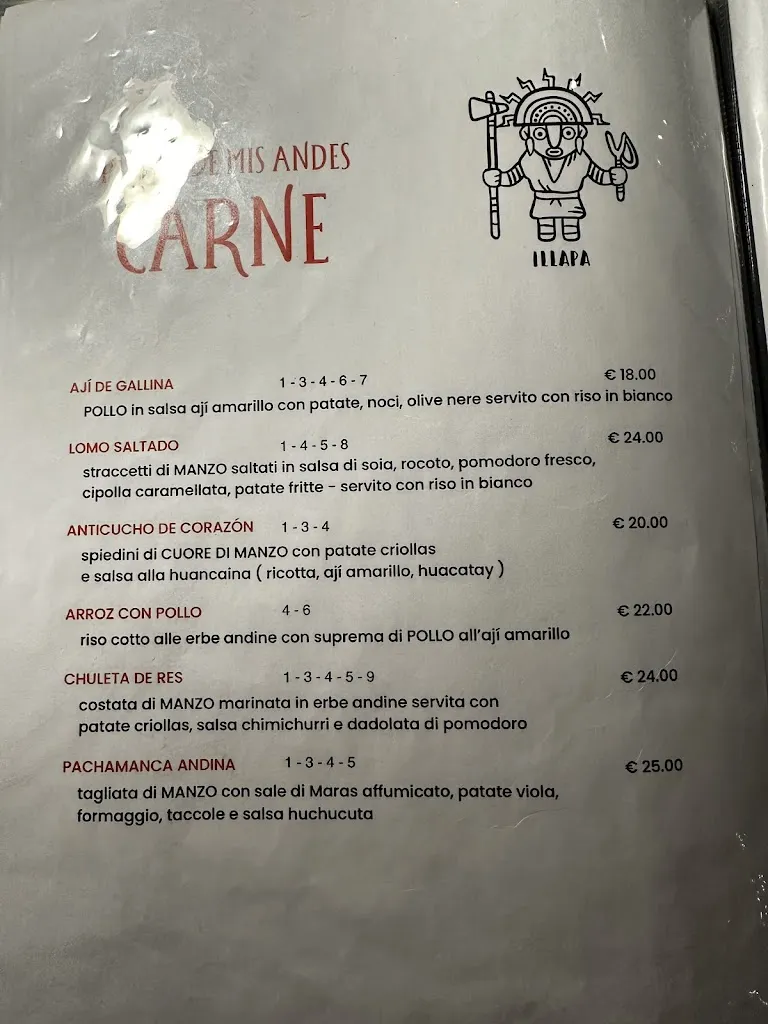 DE MIS ANDES
CARNE
ILLAPA
AJÍ DE GALLINA 1 - 3 - 4 - 6 - 7 € 18.00
POLLO in salsa ají amarillo con patate, noci, olive nere servito con riso in bianco
LOMO SALTADO 1 - 4 - 5 - 8 € 24.00
straccetti di MANZO saltati in salsa di soia, rocoto, pomodoro fresco,
cipolla caramellata, patate fritte - servito con riso in bianco
ANTICUCHO DE CORAZÓN 1 - 3 - 4 € 20.00
spiedini di CUORE DI MANZO con patate criollas
e salsa alla huancaina ( ricotta, ají amarillo, huacatay )
ARROZ CON POLLO 4 - 6 € 22.00
riso cotto alle erbe andine con suprema di POLLO all'ají amarillo
CHULETA DE RES 1 - 3 - 4 - 5 - 9 € 24.00
costata di MANZO marinata in erbe andine servita con
patate criollas, salsa chimichurri e dadolata di pomodoro
PACHAMANCA ANDINA 1 - 3 - 4 - 5 € 25.00
tagliata di MANZO con sale di Maras affumicato, patate viola,
formaggio, taccole e salsa huchucuta